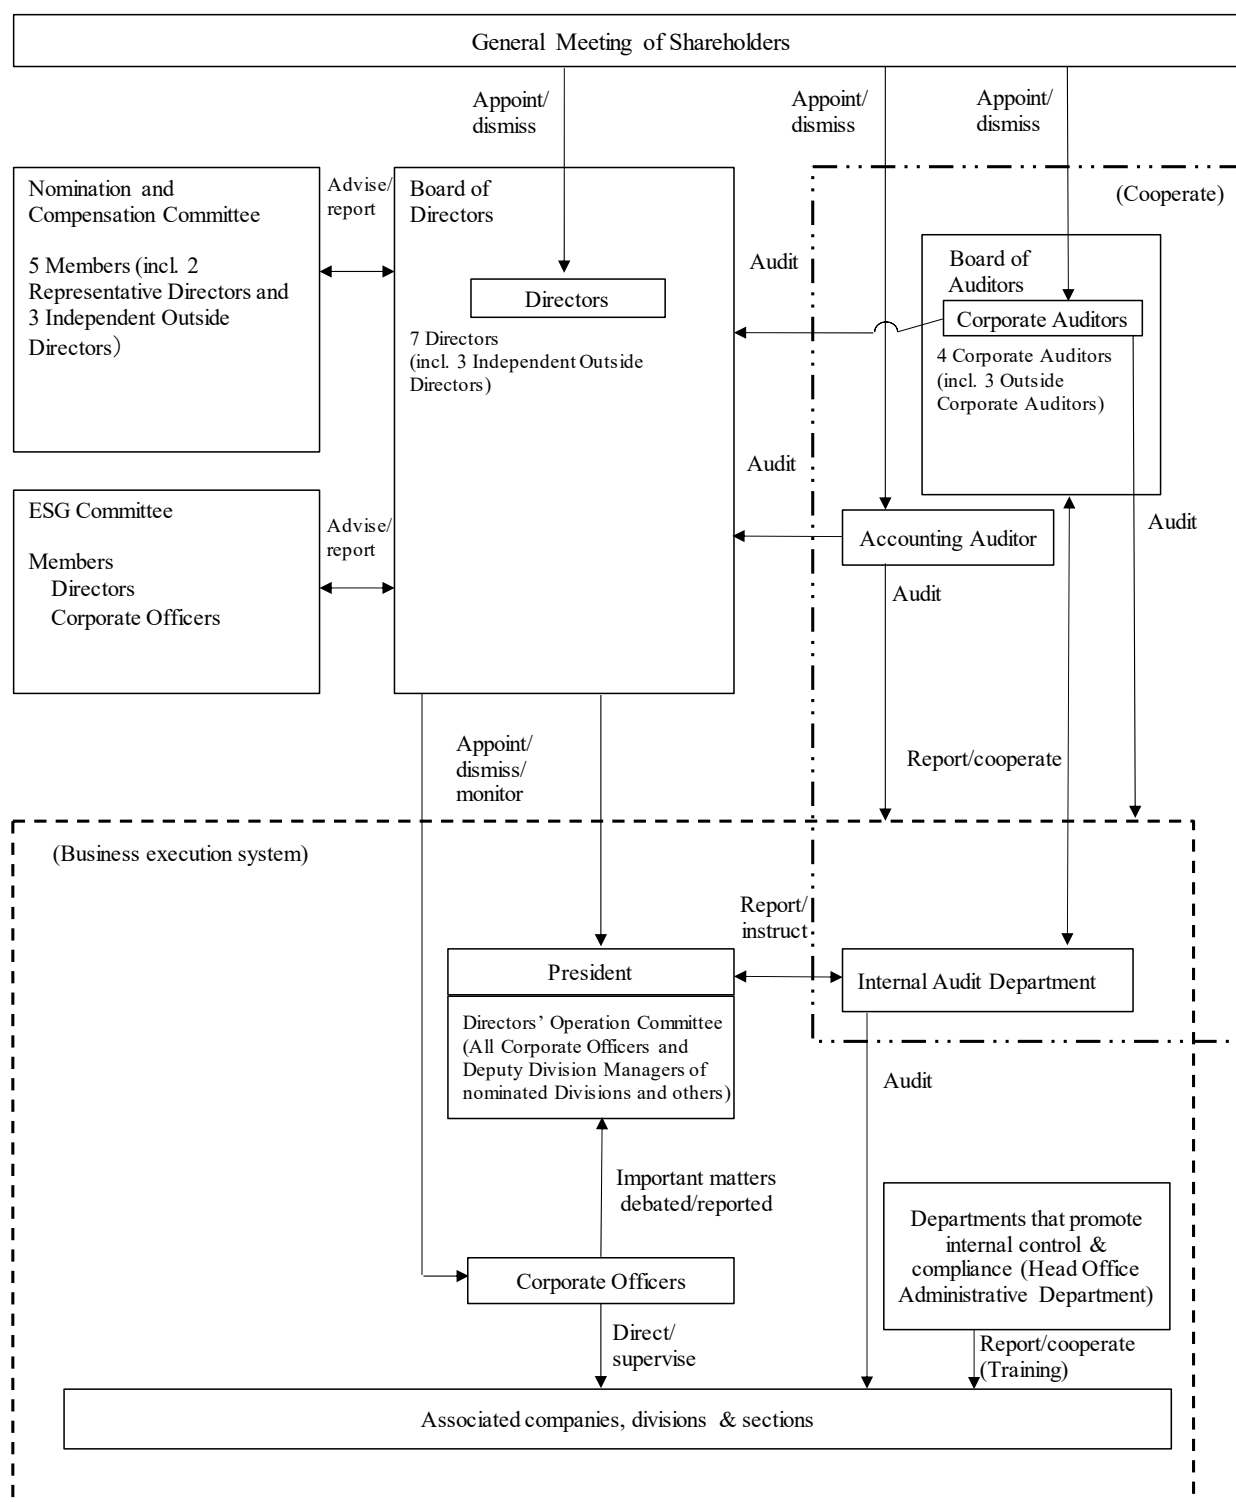 General Meeting of Shareholders
Appoint/
dismiss
Appoint/
dismiss
Appoint/
dismiss
Nomination and
Compensation Committee
5 Members (incl. 2
Representative Directors and
3 Independent Outside
Directors）
Advise/
report
Board of
Directors
Directors
7 Directors
(incl. 3 Independent Outside
Directors)
Audit
(Cooperate)
Board of
Auditors
Corporate Auditors
4 Corporate Auditors
(incl. 3 Outside
Corporate Auditors)
Audit
ESG Committee
Members
Directors
Corporate Officers
Advise/
report
Accounting Auditor
Audit
Audit
Appoint/
dismiss/
monitor
Report/cooperate
(Business execution system)
Report/
instruct
President
Directors’ Operation Committee
(All Corporate Officers and
Deputy Division Managers of
nominated Divisions and others)
Internal Audit Department
Audit
Important matters
debated/reported
Departments that promote
internal control &
compliance (Head Office
Administrative Department)
Corporate Officers
Direct/
supervise
Report/cooperate
(Training)
Associated companies, divisions & sections